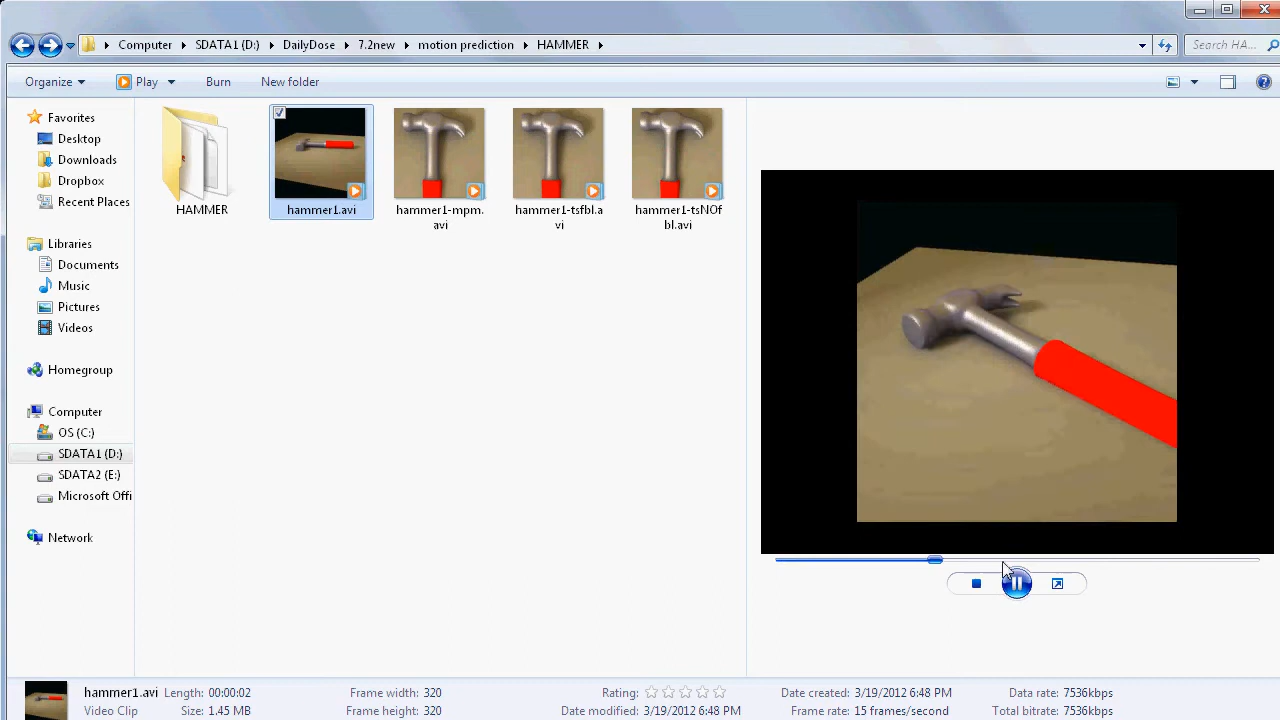 Computer SDATA1 (D:) DailyDose 7.2new motion prediction HAMMER
Search HA...
Organize Play Burn New folder
Favorites
Desktop
Downloads
Dropbox
Recent Places
Libraries
Documents
Music
Pictures
Videos
Homegroup
Computer
OS (C:)
SDATA1 (D:)
SDATA2 (E:)
Microsoft Offi
Network
HAMMER
hammer1.avi
hammer1-mpm.
avi
hammer1-tsfbl.a
vi
hammer1-tsNOf
bl.avi
hammer1.avi Length: 00:00:02 Frame width: 320 Rating: Date created: 3/19/2012 6:46 PM Data rate: 7536kbps
Video Clip Size: 1.45 MB Frame height: 320 Date modified: 3/19/2012 6:48 PM Frame rate: 15 frames/second Total bitrate: 7536kbps